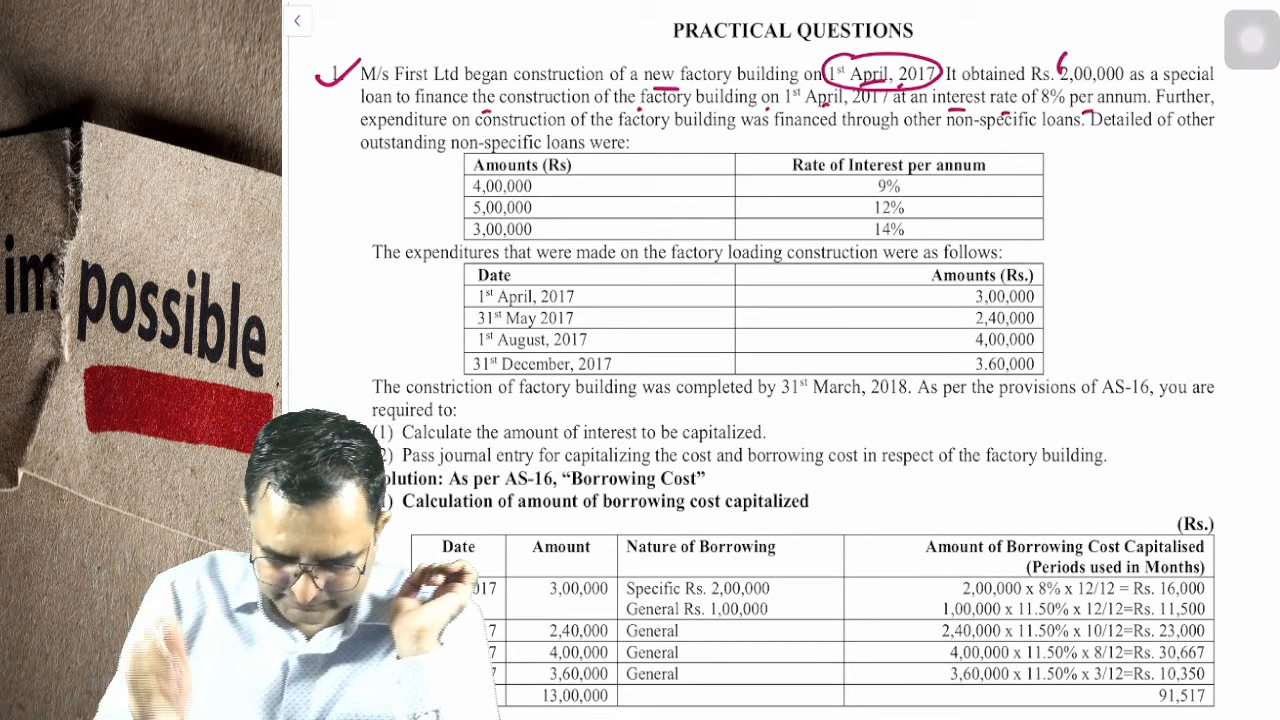 PRACTICAL QUESTIONS
1. M/s First Ltd began construction of a new factory building on 1st April, 2017. It obtained Rs. 2,00,000 as a special
6
loan to finance the construction of the factory building on 1st April, 2017 at an interest rate of 8% per annum. Further,
expenditure on construction of the factory building was financed through other non-specific loans. Detailed of other
outstanding non-specific loans were:
Amounts (Rs) Rate of Interest per annum
4,00,000 9%
5,00,000 12%
3,00,000 14%
The expenditures that were made on the factory loading construction were as follows:
Date Amounts (Rs.)
1st April, 2017 3,00,000
31st May 2017 2,40,000
1st August, 2017 4,00,000
31st December, 2017 3.60,000
The constriction of factory building was completed by 31st March, 2018. As per the provisions of AS-16, you are
required to:
(1) Calculate the amount of interest to be capitalized.
2) Pass journal entry for capitalizing the cost and borrowing cost in respect of the factory building.
olution: As per AS-16, “Borrowing Cost”
) Calculation of amount of borrowing cost capitalized
(Rs.)
Date Amount Nature of Borrowing Amount of Borrowing Cost Capitalised
(Periods used in Months)
017 3,00,000 Specific Rs. 2,00,000 2,00,000 x 8% x 12/12 = Rs. 16,000
General Rs. 1,00,000 1,00,000 x 11.50% x 12/12=Rs. 11,500
7 2,40,000 General 2,40,000 x 11.50% x 10/12=Rs. 23,000
7 4,00,000 General 4,00,000 x 11.50% x 8/12=Rs. 30,667
7 3,60,000 General 3,60,000 x 11.50% x 3/12=Rs. 10,350
13,00,000 91,517
im possible